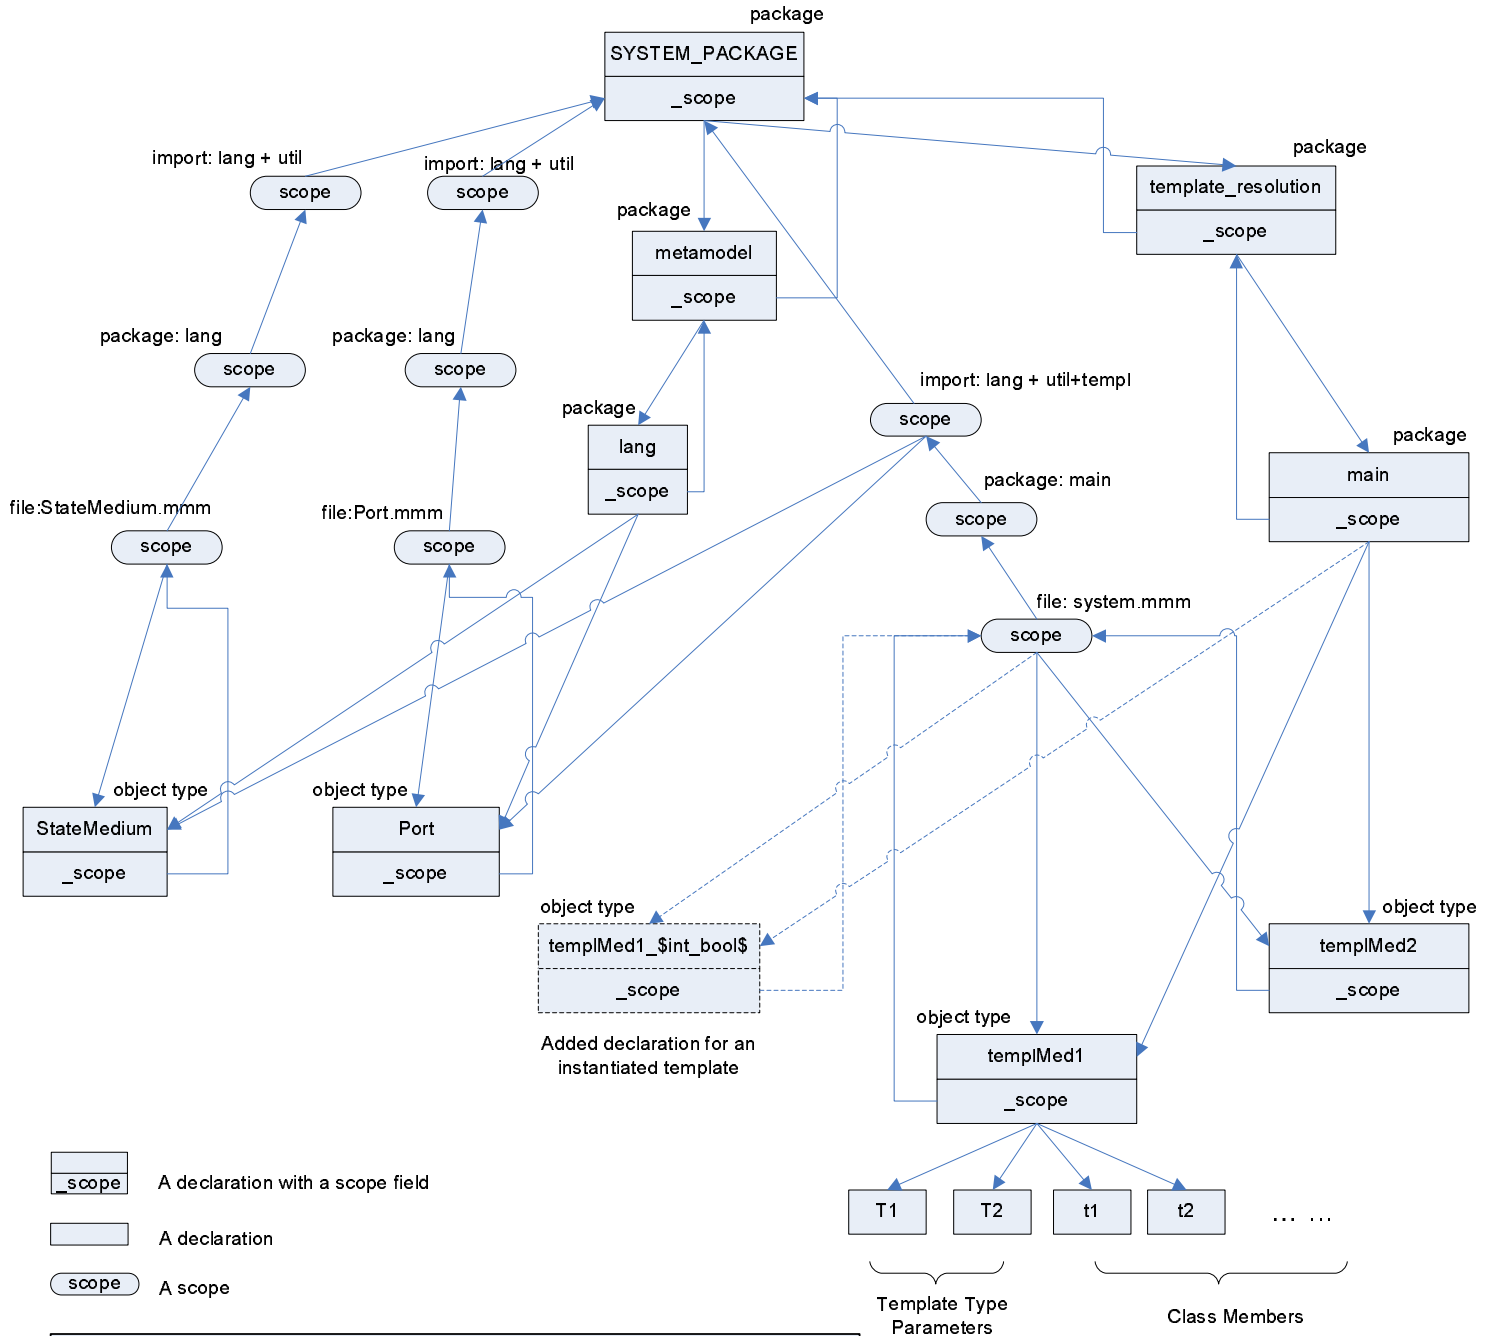 package
SYSTEM_PACKAGE
_scope
import: lang + util
scope
import: lang + util
scope
package
template_resolution
_scope
package
metamodel
_scope
package: lang
scope
package: lang
scope
import: lang + util+templ
scope
package
lang
_scope
package
main
_scope
package: main
scope
file:StateMedium.mmm
scope
file:Port.mmm
scope
file: system.mmm
scope
object type
StateMedium
_scope
object type
Port
_scope
object type
templMed1_$int_bool$
_scope
Added declaration for an
instantiated template
object type
templMed2
_scope
object type
templMed1
_scope
T1
T2
t1
t2
... ...
Template Type
Parameters
Class Members
_scope
A declaration with a scope field
A declaration
scope
A scope